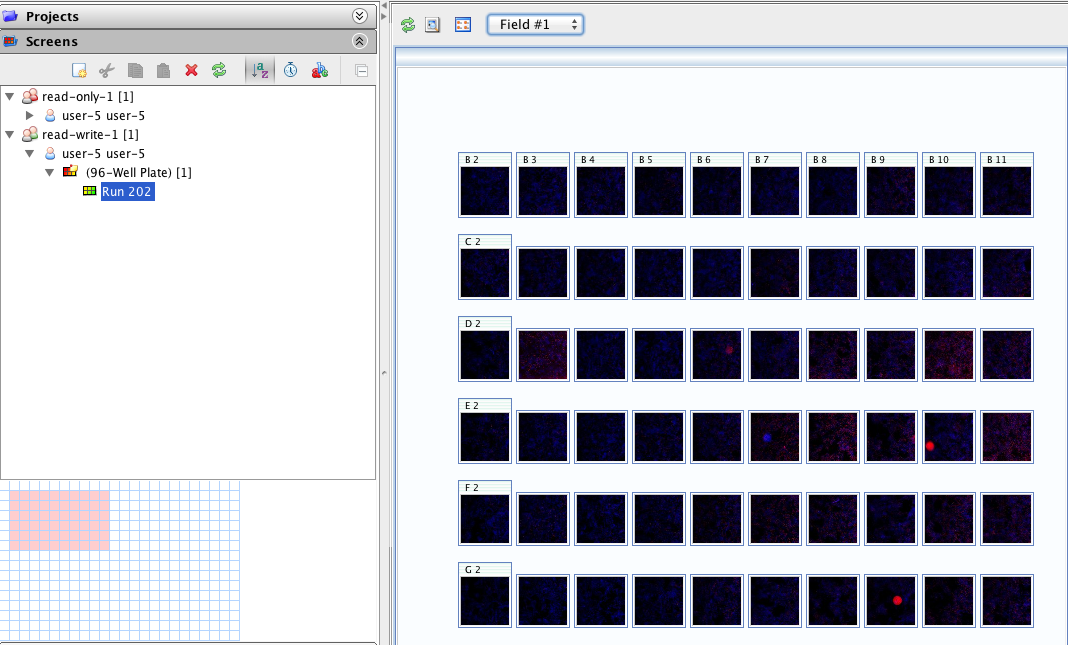 Projects
Screens
Field #1
read-only-1 [1]
user-5 user-5
read-write-1 [1]
user-5 user-5
(96-Well Plate) [1]
Run 202
B 2 B 3 B 4 B 5 B 6 B 7 B 8 B 9 B 10 B 11
C 2
D 2
E 2
F 2
G 2